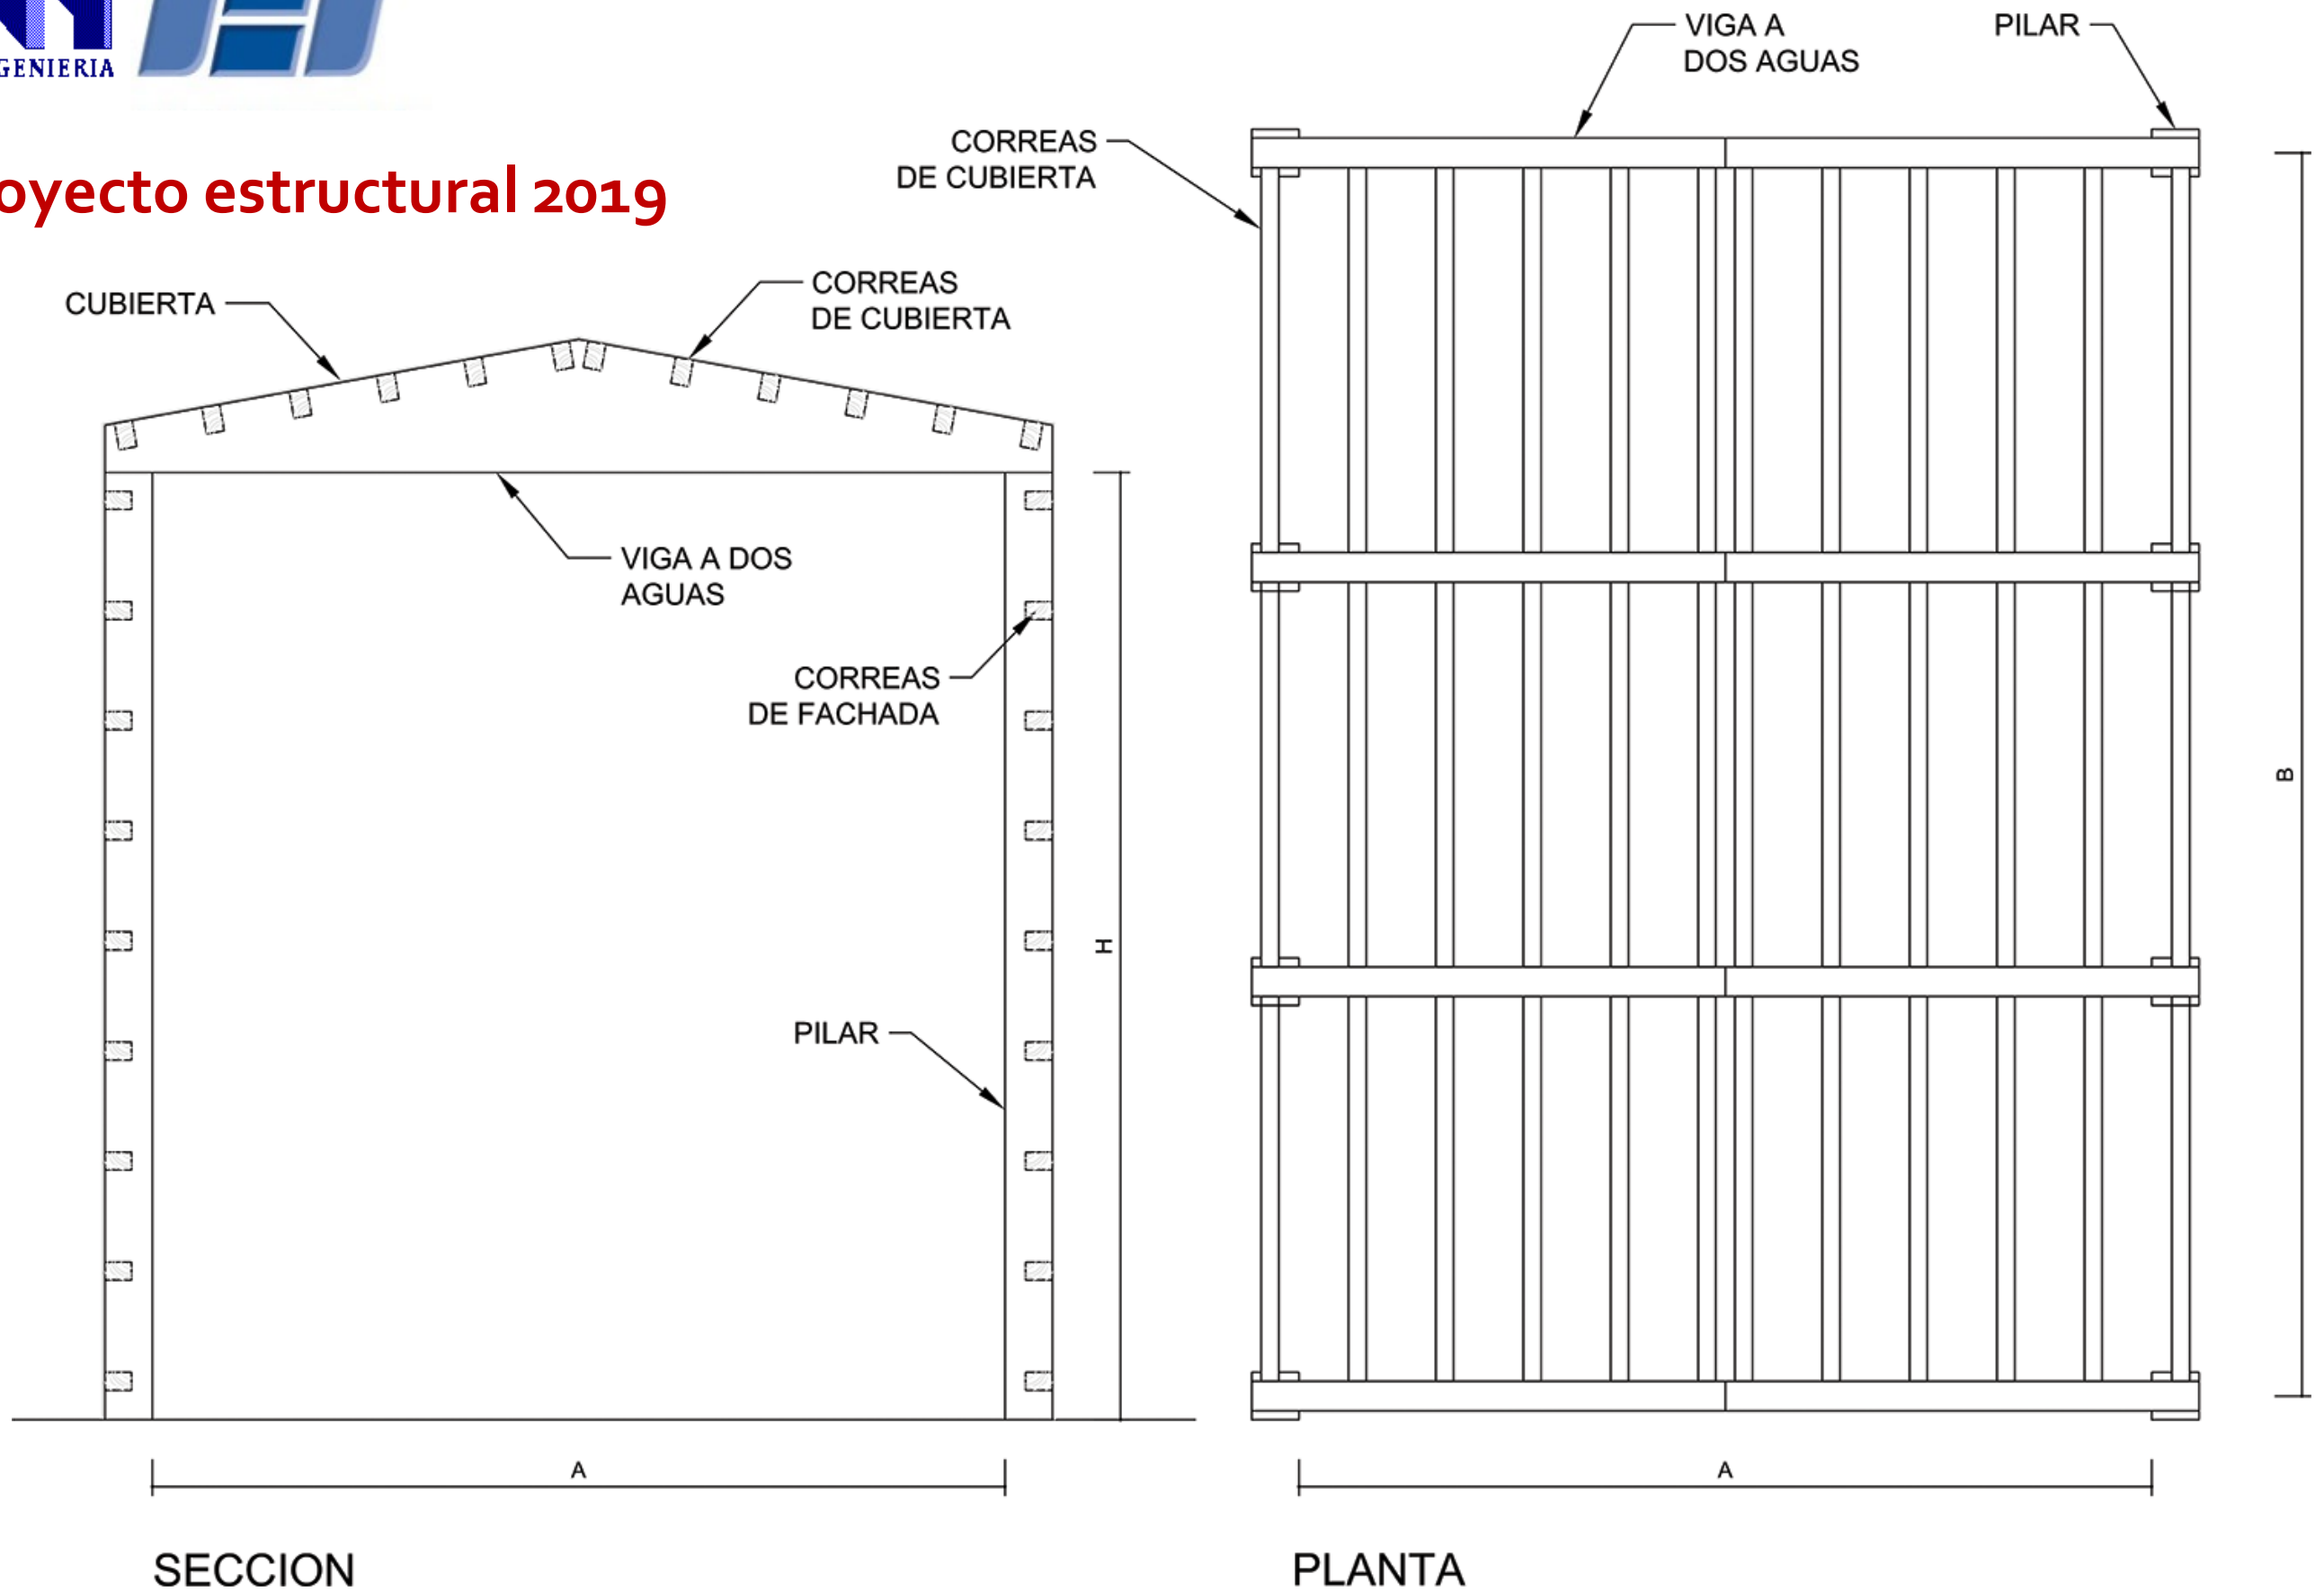 GENIERIA
oyecto estructural 2019
CUBIERTA
CORREAS
DE CUBIERTA
VIGA A DOS
AGUAS
CORREAS
DE FACHADA
PILAR
H
A
SECCION
VIGA A
DOS AGUAS
PILAR
CORREAS
DE CUBIERTA
B
A
PLANTA